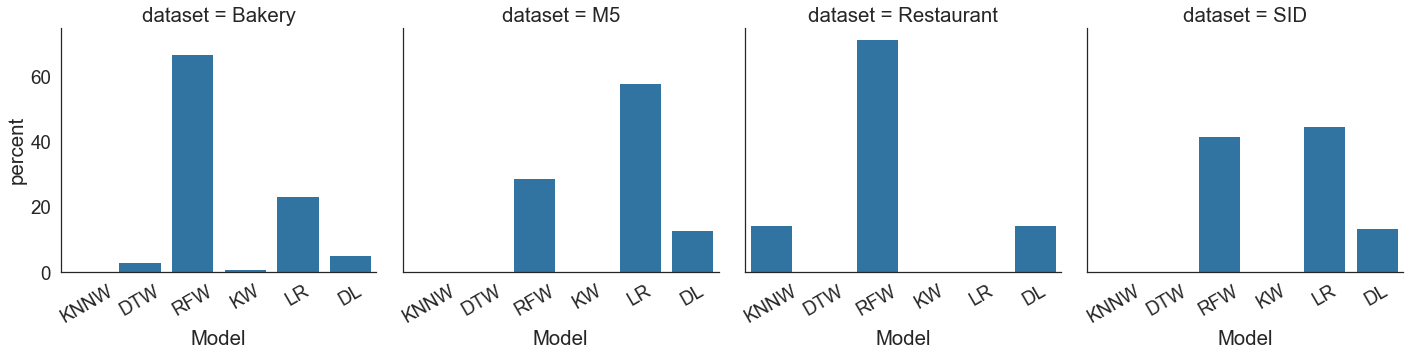 dataset = Bakery
dataset = M5
dataset = Restaurant
dataset = SID
percent
60
40
20
0
KNNW DTW RFW KW LR DL
KNNW DTW RFW KW LR DL
KNNW DTW RFW KW LR DL
KNNW DTW RFW KW LR DL
Model
Model
Model
Model